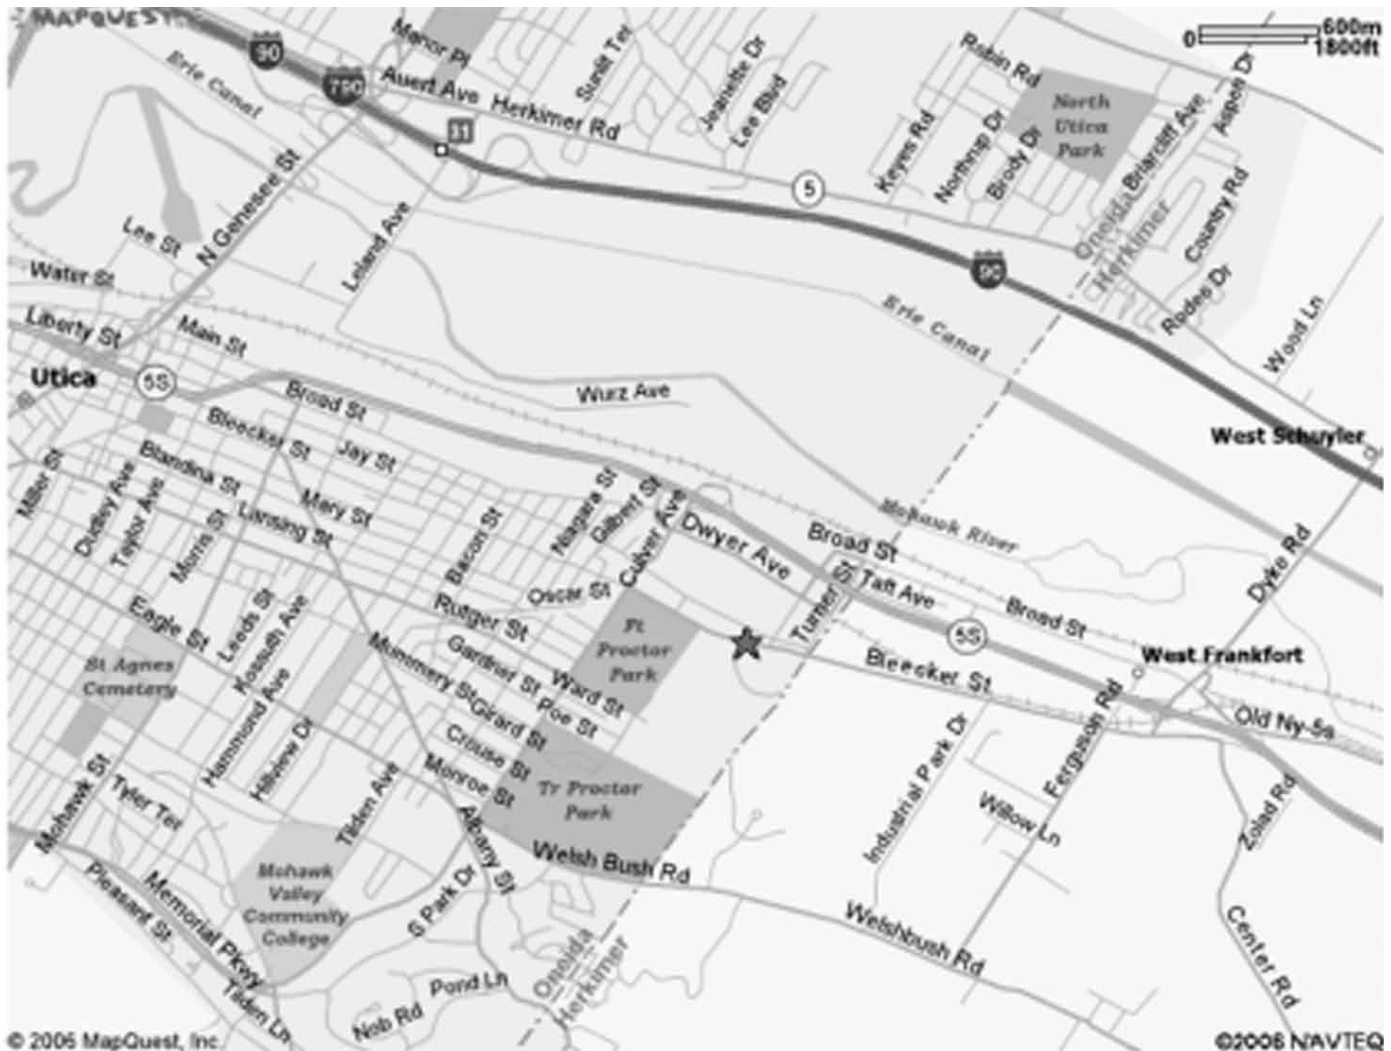 MAPQUEST
600m
0
1800ft
90
790
Manor Pl
Auert Ave
Herkimer Rd
Sunlit Ter
Jeanette Dr
Lee Blvd
Robin Rd
North
Utica
Park
Aspen Dr
Briarcliff Ave
Keyes Rd
Northrup Dr
Brody Dr
Country Rd
Erie Canal
31
5
N Genesee St
Lee St
Leland Ave
Oneida
Herkimer
90
Rodes Dr
Wood Ln
Water St
Liberty St
Main St
Erie Canal
Utica
5S
Broad St
Wurz Ave
West Schuyler
Bleecker St
Jay St
Miller St
Blandina St
Dudley Ave
Taylor Ave
Mary St
Lansing St
Morris St
Bacon St
Niagara St
Gilbert St
Culver Ave
Dwyer Ave
Mohawk River
Broad St
Dyke Rd
Turner St
Taft Ave
Broad St
Oscar St
Rutger St
Eagle St
Leeds St
Kossuth Ave
Ft
Proctor
Park
5S
West Frankfort
Bleecker St
St Agnes
Cemetery
Mummery St
Gardner St
Ward St
Hammond Ave
Girard St
Poe St
Old Ny-5s
Hillview Dr
Crouse St
Monroe St
Tr Proctor
Park
Industrial Park Dr
Ferguson Rd
Willow Ln
Zolad Rd
Mohawk St
Tyler Ter
Tilden Ave
Albany St
Welsh Bush Rd
Pleasant St
Memorial Pkwy
Mohawk
Valley
Community
College
S Park Dr
Welshbush Rd
Center Rd
Tilden Ln
Nob Rd
Pond Ln
Oneida
Herkimer
© 2006 MapQuest, Inc.
©2006 NAVTEQ